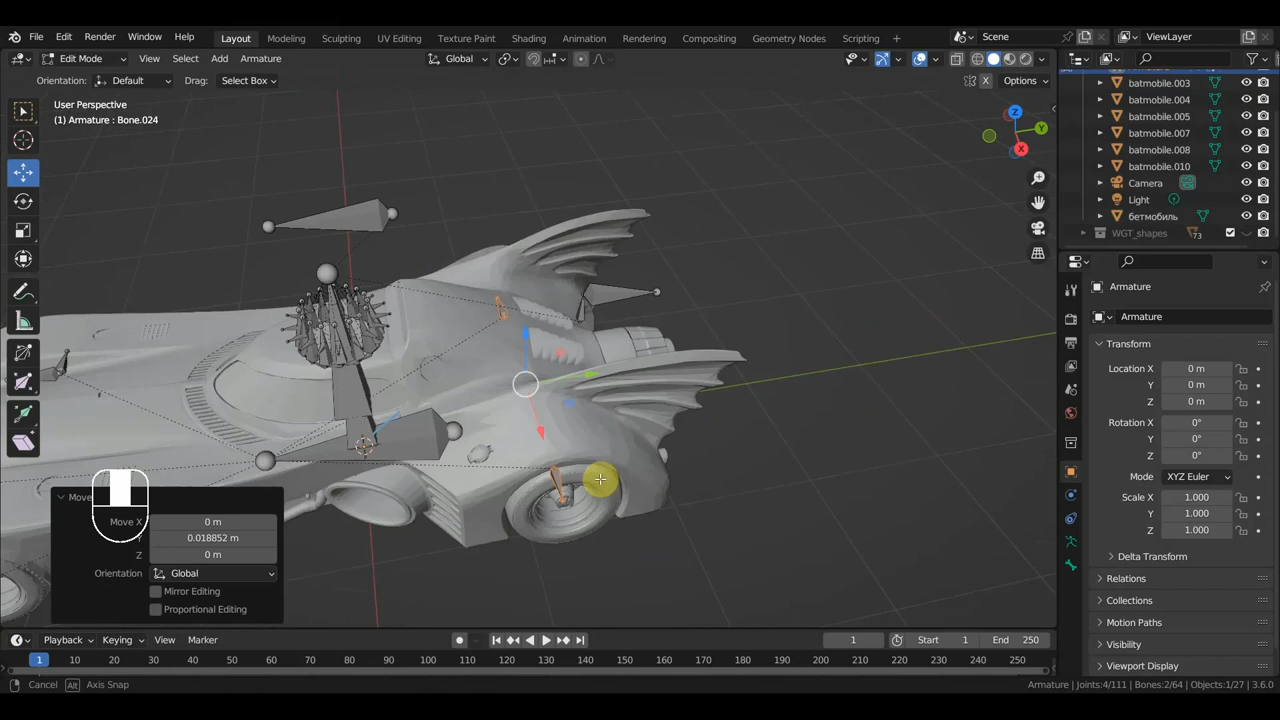 File Edit Render Window Help Layout Modeling Sculpting UV Editing Texture Paint Shading Animation Rendering Compositing Geometry Nodes Scripting + Scene ViewLayer
Edit Mode View Select Add Armature Global
Orientation: Default Drag: Select Box X Options
User Perspective
(1) Armature : Bone.024
Z
Y
X
batmobile.003
batmobile.004
batmobile.005
batmobile.007
batmobile.008
batmobile.010
Camera
Light
бетмобиль
WGT_shapes 73
Armature
Armature
Transform
Location X 0 m
Y 0 m
Z 0 m
Rotation X 0°
Y 0°
Z 0°
Mode XYZ Euler
Scale X 1.000
Y 1.000
Z 1.000
Delta Transform
Relations
Collections
Motion Paths
Visibility
Viewport Display
Move
Move X 0 m
0.018852 m
Z 0 m
Orientation Global
Mirror Editing
Proportional Editing
Playback Keying View Marker 1 Start 1 End 250
1 10 20 30 40 50 60 70 80 90 100 110 120 130 140 150 160 170 180 190 200 210 220 230 240 250
Cancel Alt Axis Snap Armature | Joints:4/111 | Bones:2/64 | Objects:1/27 | 3.6.0